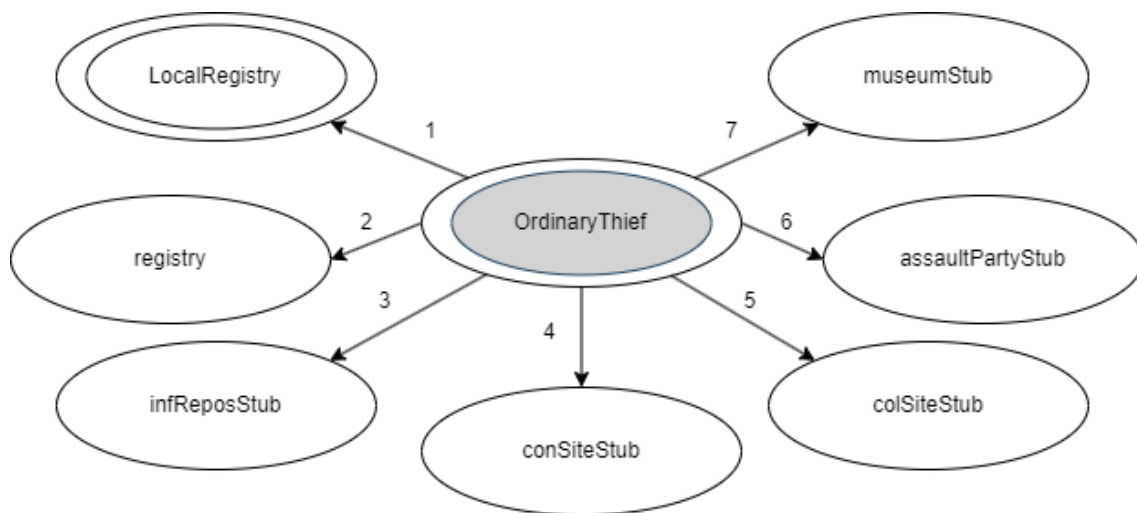 LocalRegistry
museumStub
1
7
OrdinaryThief
registry
2
6
assaultPartyStub
3
5
4
infReposStub
colSiteStub
conSiteStub